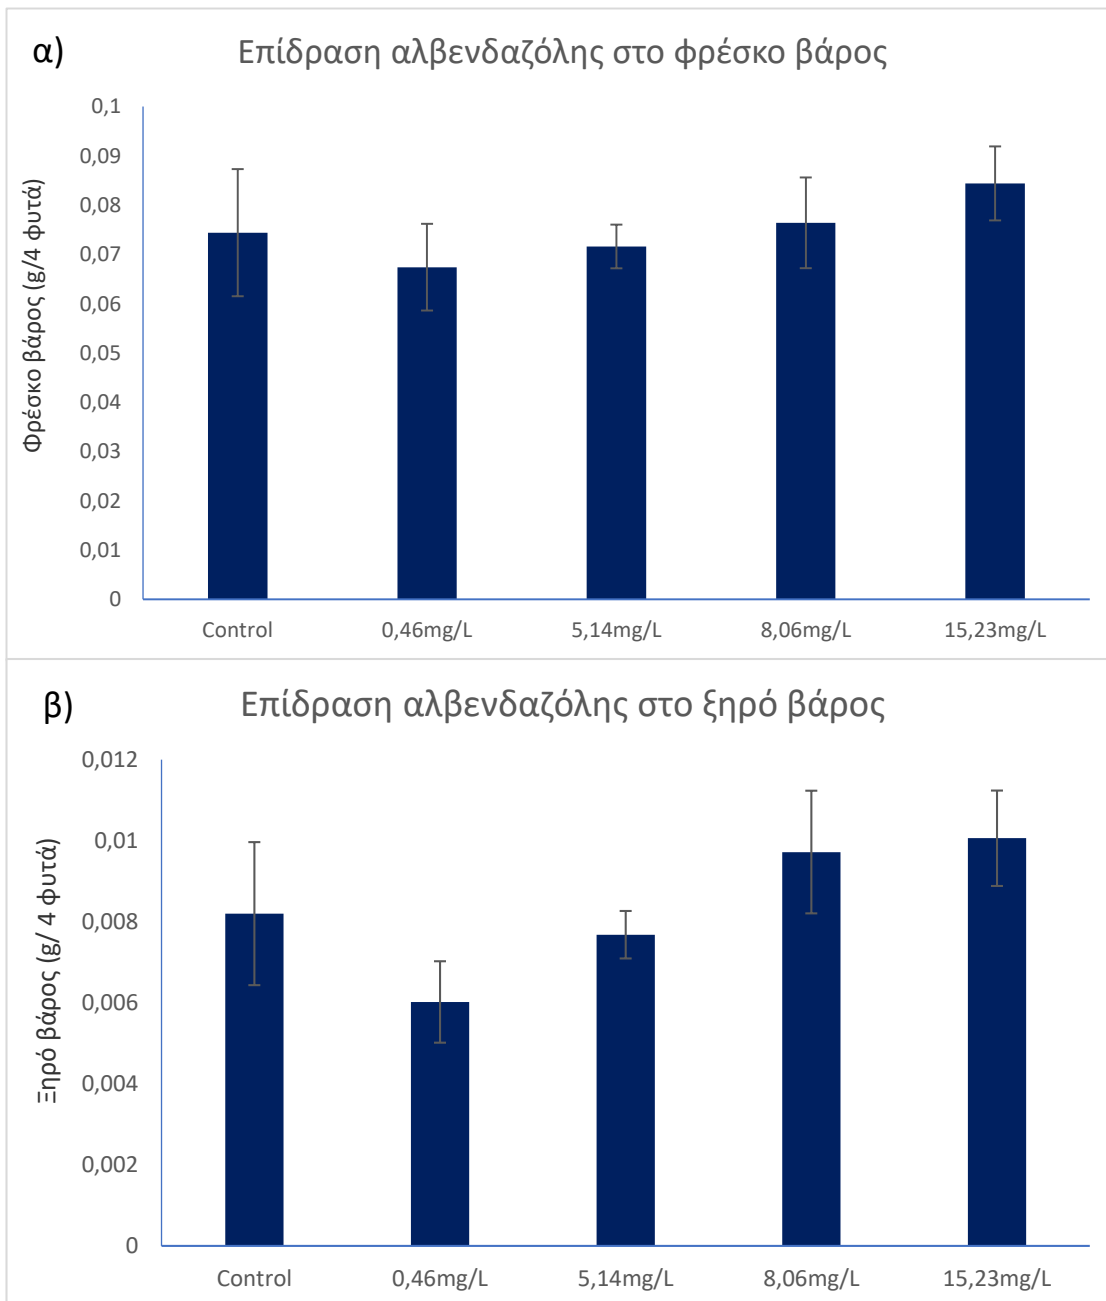 α)
Επίδραση αλβενδαζόλης στο φρέσκο βάρος
Φρέσκο βάρος (g/4 φυτά)
0,1
0,09
0,08
0,07
0,06
0,05
0,04
0,03
0,02
0,01
0
Control 0,46mg/L 5,14mg/L 8,06mg/L 15,23mg/L
β)
Επίδραση αλβενδαζόλης στο ξηρό βάρος
Ξηρό βάρος (g/ 4 φυτά)
0,012
0,01
0,008
0,006
0,004
0,002
0
Control 0,46mg/L 5,14mg/L 8,06mg/L 15,23mg/L